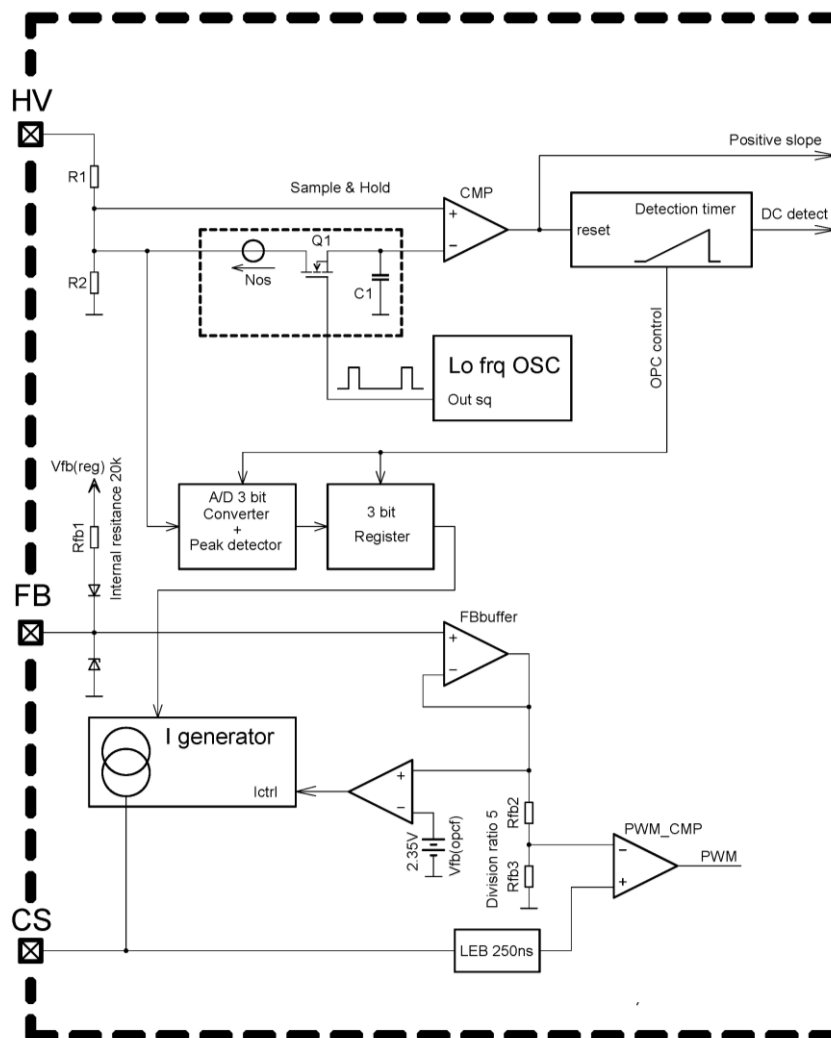 HV
Positive slope
R1
Sample & Hold
CMP
+
−
Detection timer
DC detect
reset
Q1
Nos
C1
R2
OPC control
Lo frq OSC
Out sq
Vfb(reg)
Rfb1
Internal resitance 20k
A/D 3 bit
Converter
+
Peak detector
3 bit
Register
FB
FBbuffer
+
−
I generator
Ictrl
+
−
2.35V
Vfb(opcf)
Division ratio 5
Rfb2
Rfb3
PWM_CMP
−
+
PWM
CS
LEB 250ns